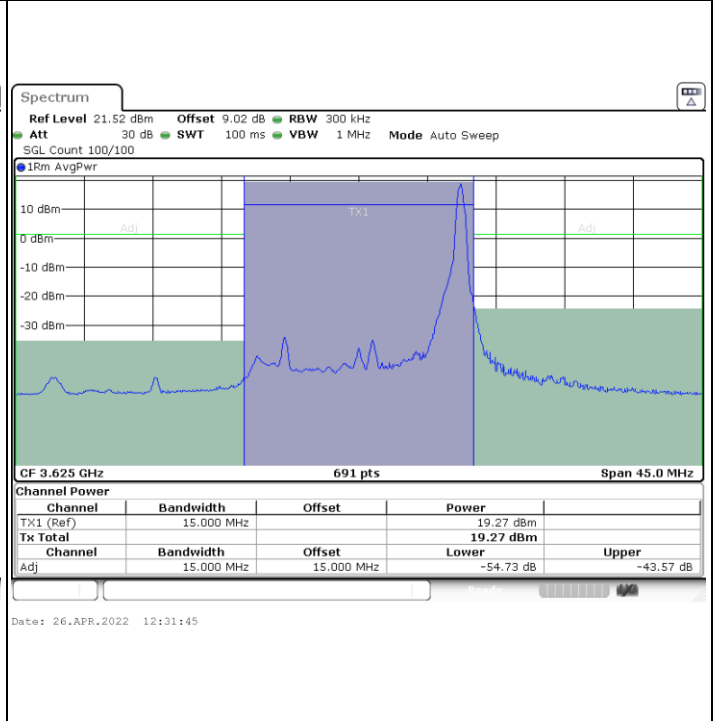 Spectrum
Ref Level 21.52 dBm Offset 9.02 dB RBW 300 kHz
Att 30 dB SWT 100 ms VBW 1 MHz Mode Auto Sweep
SGL Count 100/100
1Rm AvgPwr
10 dBm
TX1
Adj Adj
0 dBm
-10 dBm
-20 dBm
-30 dBm
CF 3.625 GHz 691 pts Span 45.0 MHz
Channel Power
Channel Bandwidth Offset Power
TX1 (Ref) 15.000 MHz 19.27 dBm
Tx Total 19.27 dBm
Channel Bandwidth Offset Lower Upper
Adj 15.000 MHz 15.000 MHz -54.73 dB -43.57 dB
Ready
Date: 26.APR.2022 12:31:45